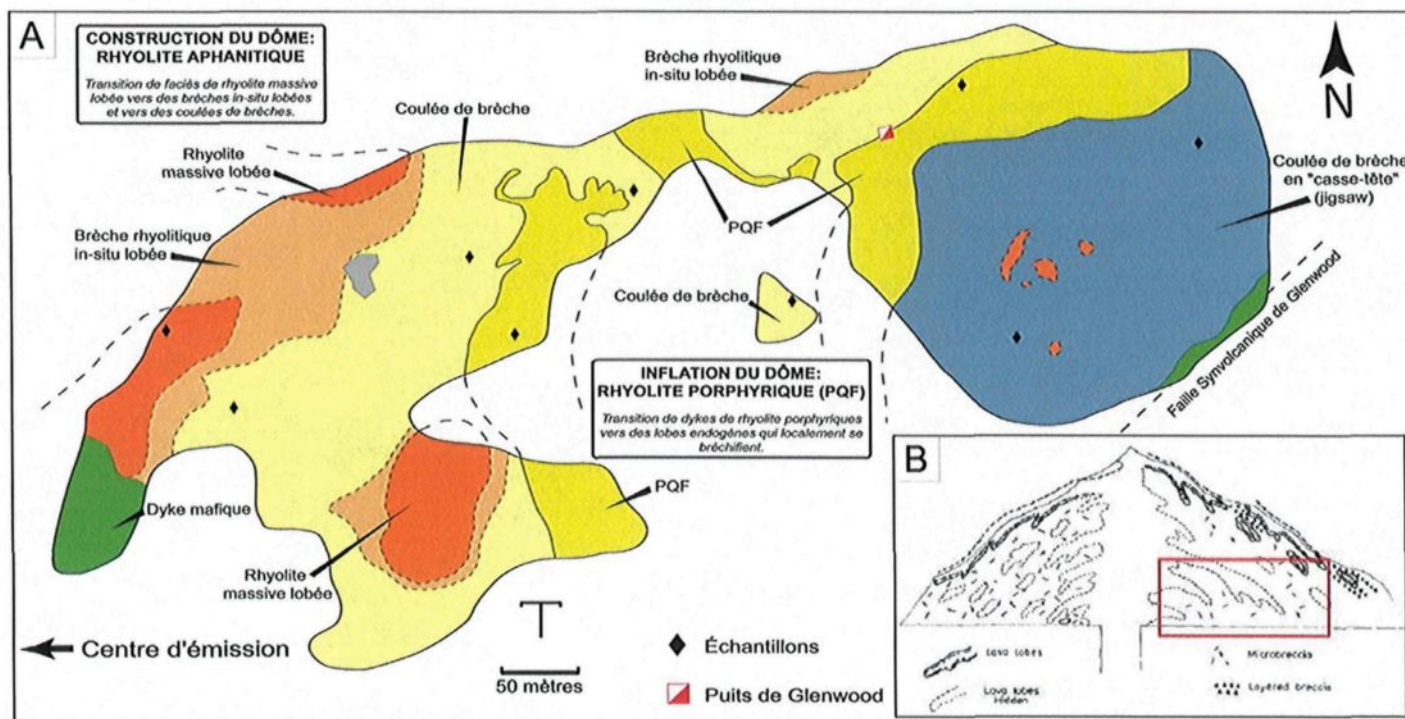 A
CONSTRUCTION DU DÔME:
RHYOLITE APHANITIQUE
Transition de faciès de rhyolite massive
lobée vers des brèches in-situ lobées
et vers des coulées de brèches.
Brèche rhyolitique
in-situ lobée
N
Coulée de brèche
Rhyolite
massive lobée
Coulée de brèche
en "casse-tête"
(jigsaw)
PQF
Brèche rhyolitique
in-situ lobée
Coulée de brèche
Faille Synvolcanique de Glenwood
INFLATION DU DÔME:
RHYOLITE PORPHYRIQUE (PQF)
Transition de dykes de rhyolite porphyriques
vers des lobes endogènes qui localement se
bréchifient.
B
PQF
Dyke mafique
Rhyolite
massive lobée
Centre d'émission
50 mètres
Échantillons
Puits de Glenwood
Lava lobes
Lava lobes
hidden
Microbreccia
Layered breccia